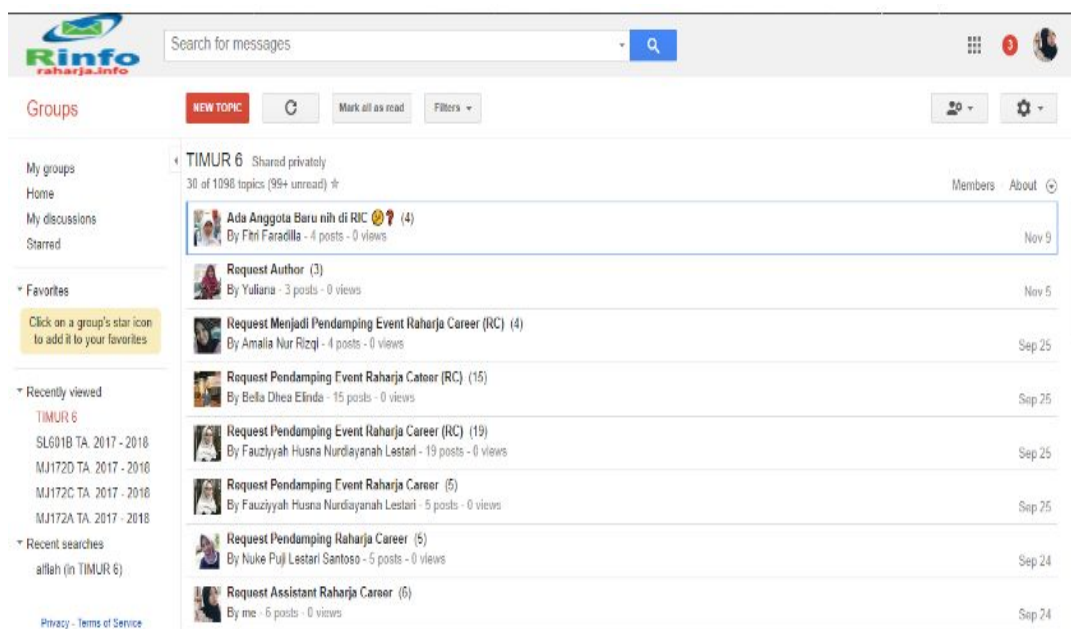 Rinfo
raharja.info
Search for messages
3
Groups
NEW TOPIC
Mark all as read
Filters
My groups
Home
My discussions
Starred
Favorites
Click on a group's star icon
to add it to your favorites
Recently viewed
TIMUR 6
SL601B TA. 2017 - 2018
MJ172D TA. 2017 - 2018
MJ172C TA. 2017 - 2018
MJ172A TA. 2017 - 2018
Recent searches
alfiah (in TIMUR 6)
Privacy - Terms of Service
TIMUR 6 Shared privately
30 of 1098 topics (99+ unread)
Members About
Ada Anggota Baru nih di RIC 🤣❓ (4)
By Fitri Faradilla - 4 posts - 0 views
Nov 9
Request Author (3)
By Yuliana - 3 posts - 0 views
Nov 5
Request Menjadi Pendamping Event Raharja Career (RC) (4)
By Amalia Nur Rizqi - 4 posts - 0 views
Sep 25
Request Pendamping Event Raharja Cateer (RC) (15)
By Bella Dhea Elinda - 15 posts - 0 views
Sep 25
Request Pendamping Event Raharja Career (RC) (19)
By Fauziyyah Husna Nurdiayanah Lestari - 19 posts - 0 views
Sep 25
Request Pendamping Event Raharja Career (5)
By Fauziyyah Husna Nurdiayanah Lestari - 5 posts - 0 views
Sep 25
Request Pendamping Raharja Career (5)
By Nuke Puji Lestari Santoso - 5 posts - 0 views
Sep 24
Request Assistant Raharja Career (6)
By me - 6 posts - 0 views
Sep 24